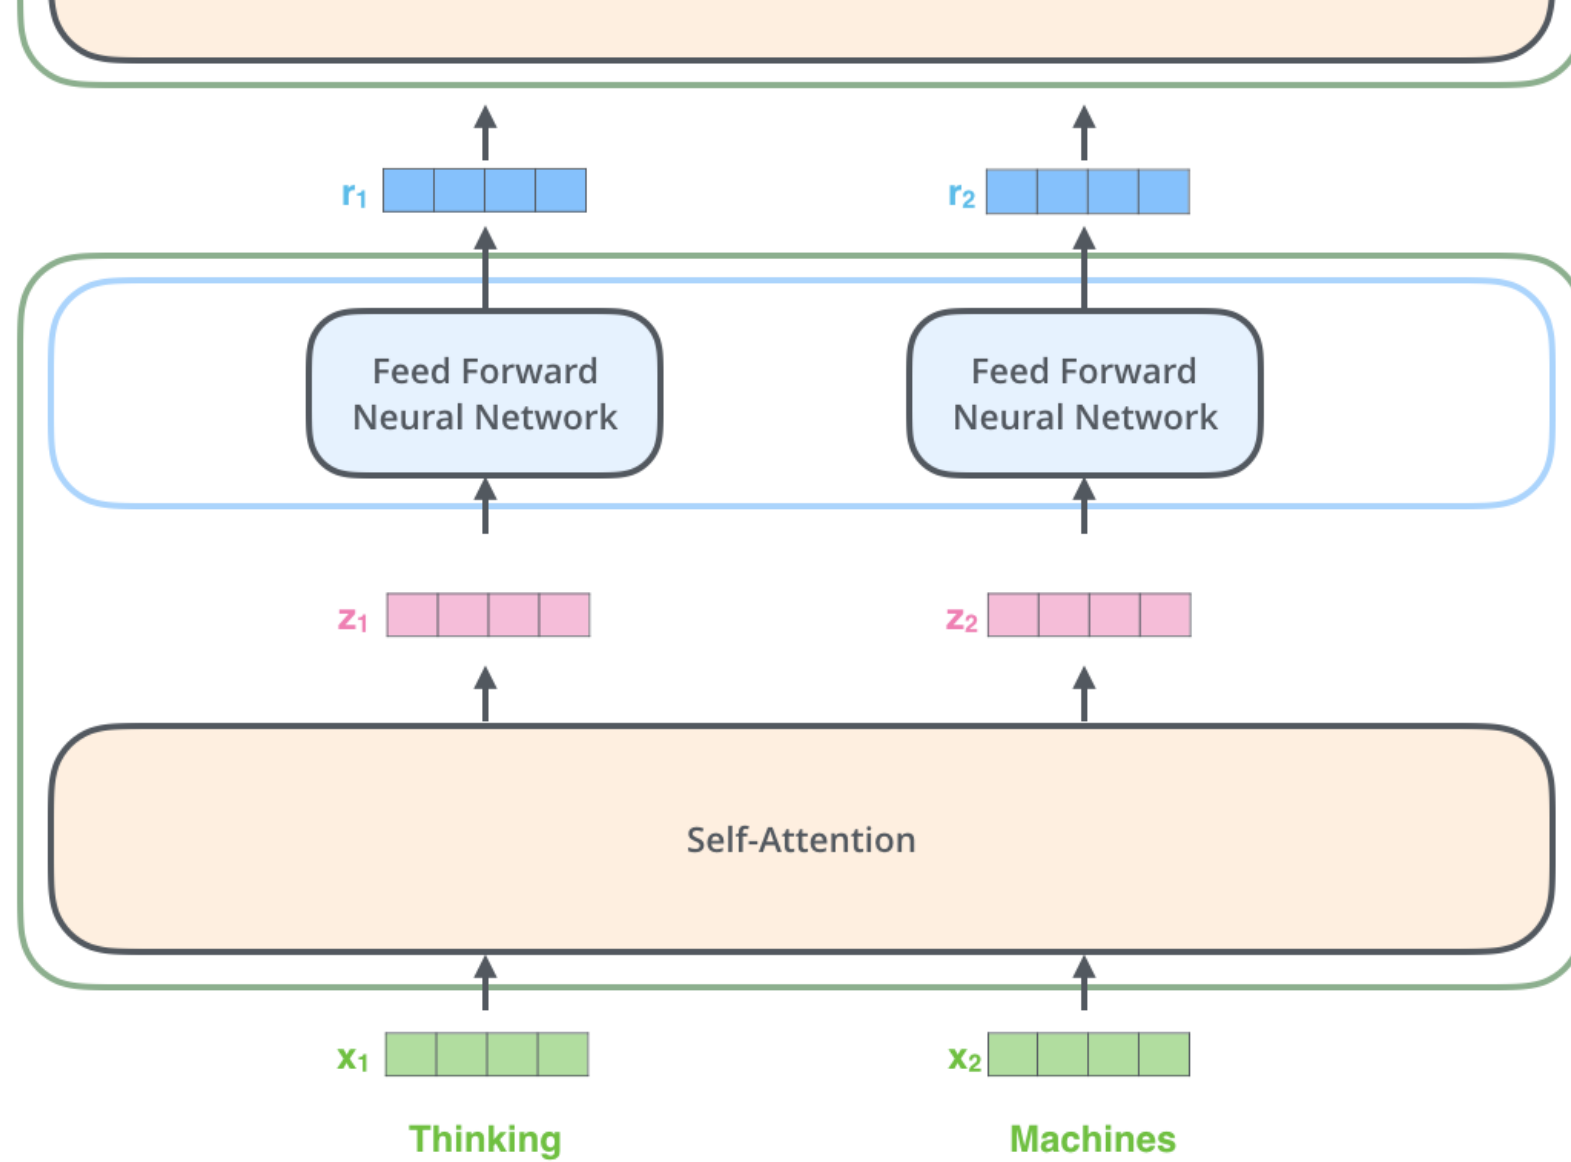 r₁ r₂
Feed Forward Neural Network
Feed Forward Neural Network
z₁ z₂
Self-Attention
x₁ x₂
Thinking Machines